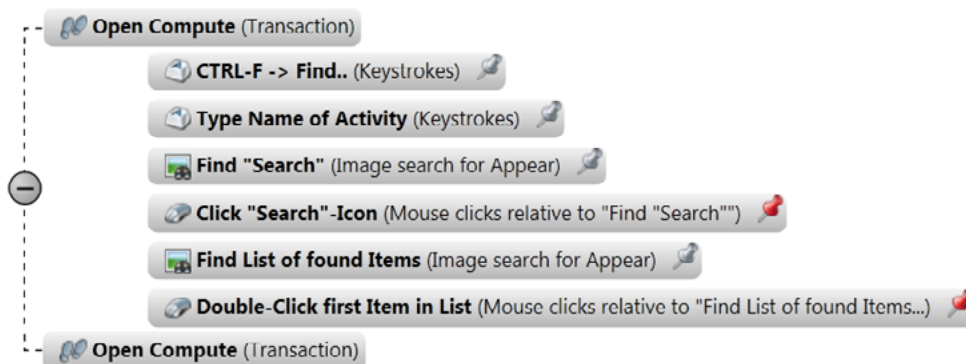 Open Compute (Transaction)
CTRL-F -> Find.. (Keystrokes)
Type Name of Activity (Keystrokes)
Find "Search" (Image search for Appear)
Click "Search"-Icon (Mouse clicks relative to "Find "Search"")
Find List of found Items (Image search for Appear)
Double-Click first Item in List (Mouse clicks relative to "Find List of found Items...)
Open Compute (Transaction)